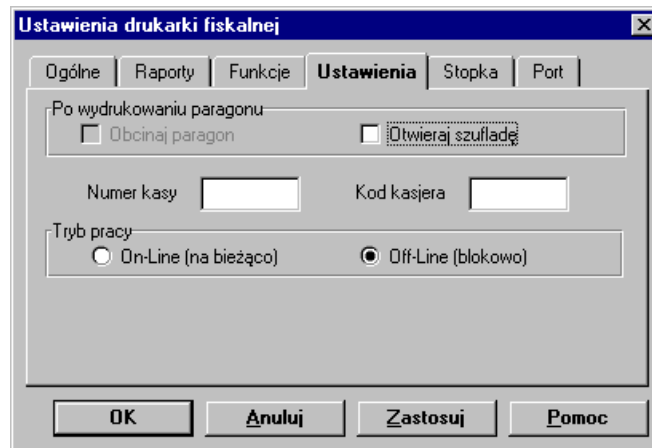 Ustawienia drukarki fiskalnej
Ogólne Raporty Funkcje Ustawienia Stopka Port
Po wydrukowaniu paragonu
Obcinaj paragon Otwieraj szufladę
Numer kasy Kod kasjera
Tryb pracy
On-Line (na bieżąco) Off-Line (blokowo)
OK Anuluj Zastosuj Pomoc